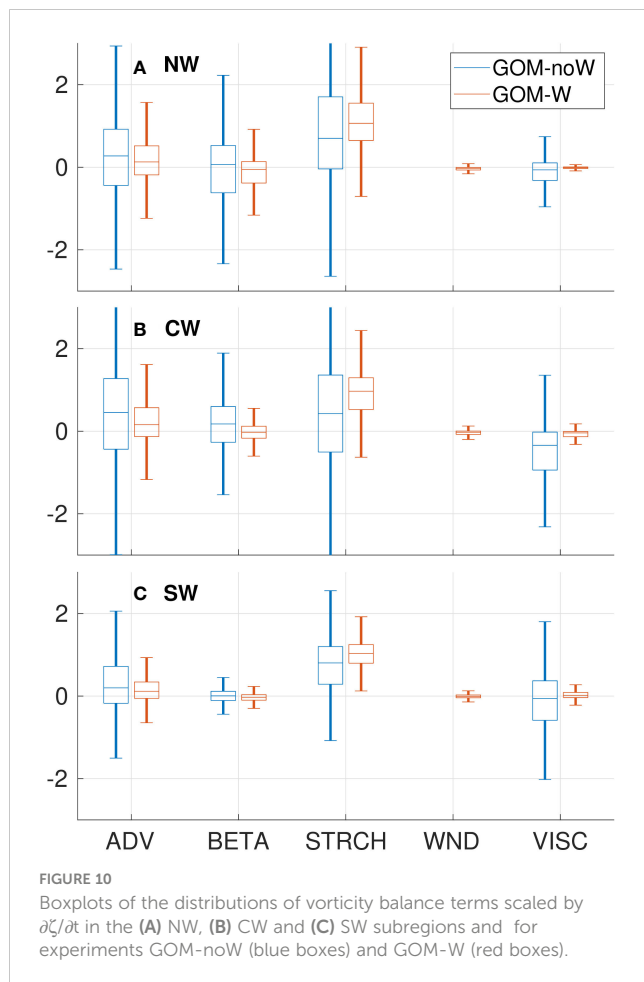 A NW
GOM-noW
GOM-W
2
0
-2
B CW
2
0
-2
C SW
2
0
-2
ADV BETA STRCH WND VISC
FIGURE 10
Boxplots of the distributions of vorticity balance terms scaled by
∂ζ/∂t in the (A) NW, (B) CW and (C) SW subregions and for
experiments GOM-noW (blue boxes) and GOM-W (red boxes).